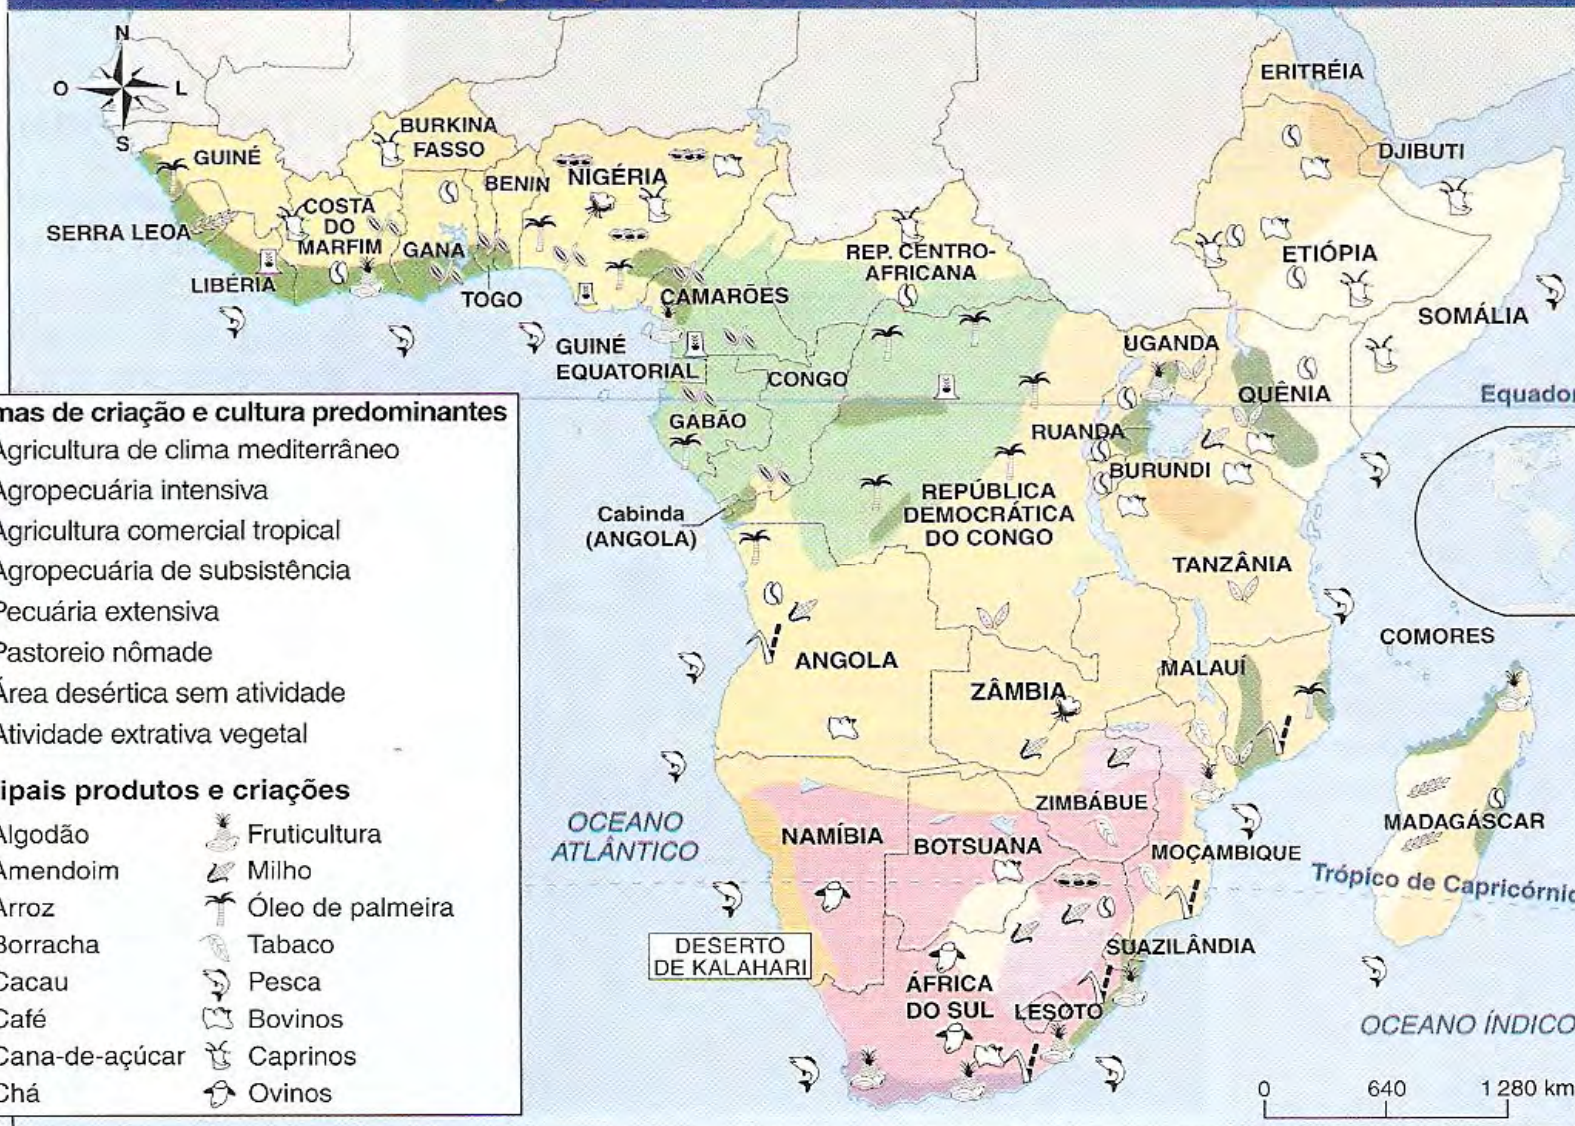 N
O
L
S
ERITRÉIA
BURKINA
FASSO
GUINÉ
DJIBUTI
BENIN
NIGÉRIA
COSTA
DO
MARFIM
SERRA LEOA
GANA
REP. CENTRO-
AFRICANA
ETIÓPIA
LIBÉRIA
TOGO
CAMARÕES
SOMÁLIA
GUINÉ
EQUATORIAL
UGANDA
CONGO
QUÊNIA
Equador
GABÃO
RUANDA
BURUNDI
Cabinda
(ANGOLA)
REPÚBLICA
DEMOCRÁTICA
DO CONGO
TANZÂNIA
COMORES
ANGOLA
MALAUÍ
ZÂMBIA
ZIMBÁBUE
OCEANO
ATLÂNTICO
NAMÍBIA
BOTSUANA
MADAGÁSCAR
MOÇAMBIQUE
Trópico de Capricórnio
DESERTO
DE KALAHARI
SUAZILÂNDIA
ÁFRICA
DO SUL
LESOTO
OCEANO ÍNDICO
0 640 1 280 km
mas de criação e cultura predominantes
Agricultura de clima mediterrâneo
Agropecuária intensiva
Agricultura comercial tropical
Agropecuária de subsistência
Pecuária extensiva
Pastoreio nômade
Área desértica sem atividade
Atividade extrativa vegetal
ipais produtos e criações
Algodão
Amendoim
Arroz
Borracha
Cacau
Café
Cana-de-açúcar
Chá
Fruticultura
Milho
Óleo de palmeira
Tabaco
Pesca
Bovinos
Caprinos
Ovinos